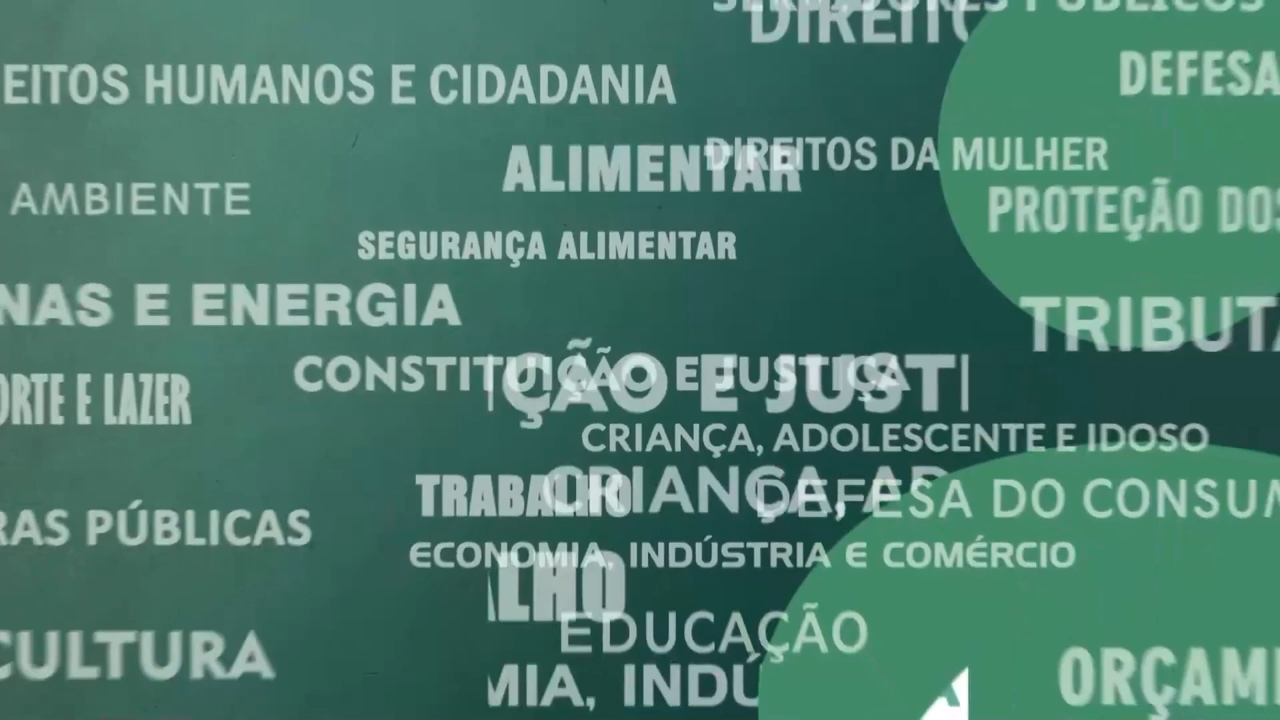 SERVIDORES PÚBLICOS
DIREITO
EITOS HUMANOS E CIDADANIA
DEFESA
ALIMENTAR
DIREITOS DA MULHER
AMBIENTE
PROTEÇÃO DOS
SEGURANÇA ALIMENTAR
NAS E ENERGIA
TRIBUTA
CONSTITUIÇÃO E JUSTIÇA
ÇÃO E JUST
ORTE E LAZER
CRIANÇA, ADOLESCENTE E IDOSO
TRABALHO
CRIANÇA, AD
DEFESA DO CONSUM
RAS PÚBLICAS
ECONOMIA, INDÚSTRIA E COMÉRCIO
LHO
EDUCAÇÃO
CULTURA
MIA, INDÚ
ORÇAM